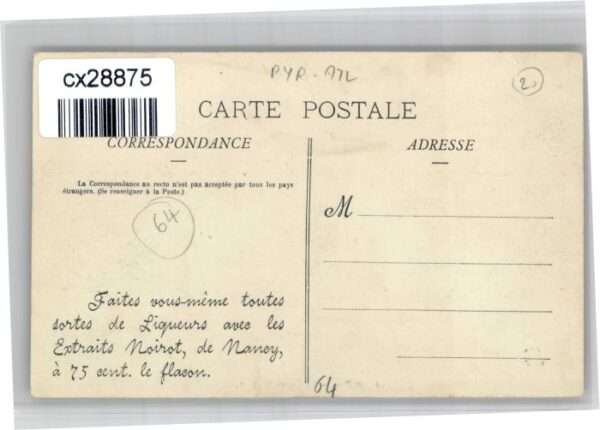 cx28875
PYR-ATL
2
CARTE POSTALE
CORRESPONDANCE
ADRESSE
La Correspondance au recto n'est pas acceptée par tous les pays
étrangers. (Se renseigner à la Poste.)
64
M
Faites vous-même toutes
sortes de Liqueurs avec les
Extraits Noirot, de Nancy,
à 75 cent. le flacon.
64